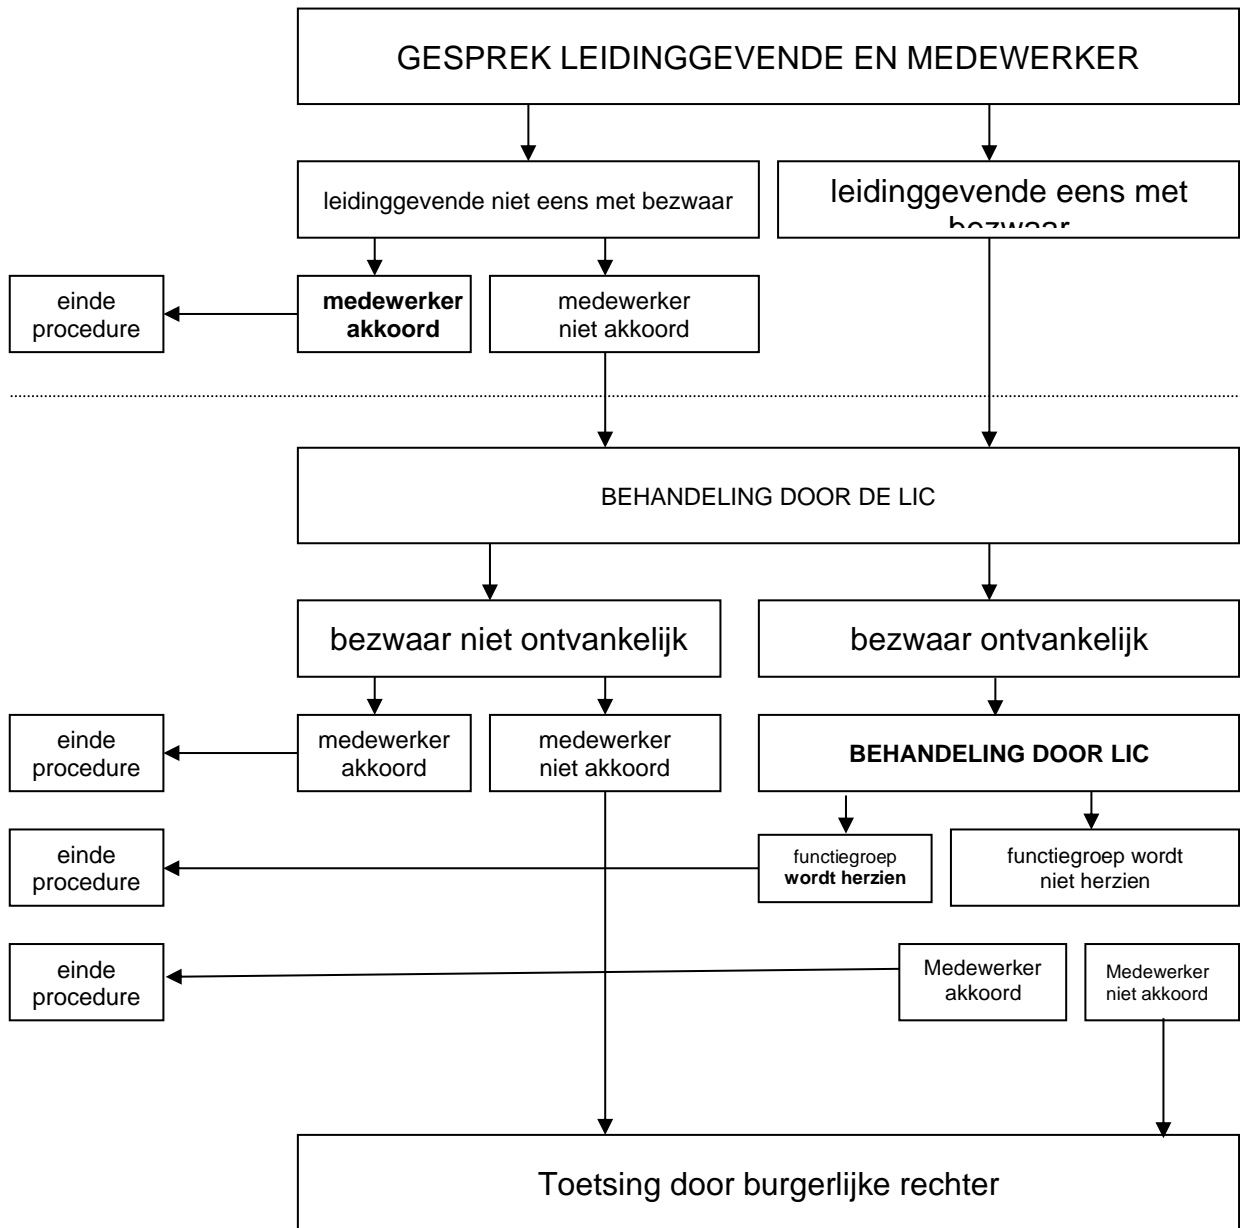 GESPREK LEIDINGGEVENDE EN MEDEWERKER
leidinggevende niet eens met bezwaar
leidinggevende eens met
bezwaar
einde
procedure
medewerker
akkoord
medewerker
niet akkoord
BEHANDELING DOOR DE LIC
bezwaar niet ontvankelijk
bezwaar ontvankelijk
einde
procedure
medewerker
akkoord
medewerker
niet akkoord
BEHANDELING DOOR LIC
einde
procedure
functiegroep
wordt herzien
functiegroep wordt
niet herzien
einde
procedure
Medewerker
akkoord
Medewerker
niet akkoord
Toetsing door burgerlijke rechter